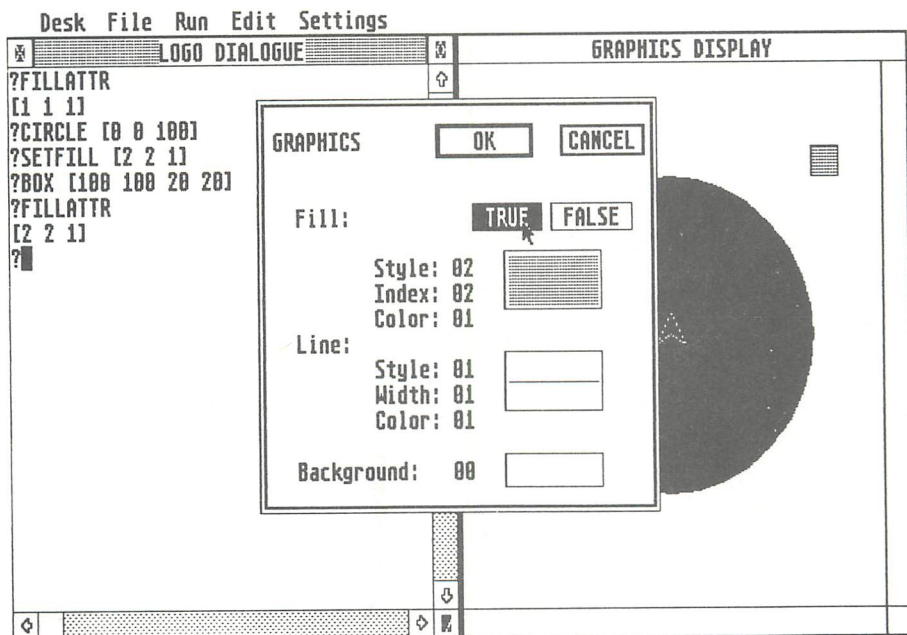 Desk File Run Edit Settings
LOGO DIALOGUE
GRAPHICS DISPLAY
?FILLATTR
[1 1 1]
?CIRCLE [0 0 100]
?SETFILL [2 2 1]
?BOX [100 100 20 20]
?FILLATTR
[2 2 1]
?
GRAPHICS
OK
CANCEL
Fill:
TRUE
FALSE
Style: 02
Index: 02
Color: 01
Line:
Style: 01
Width: 01
Color: 01
Background: 00